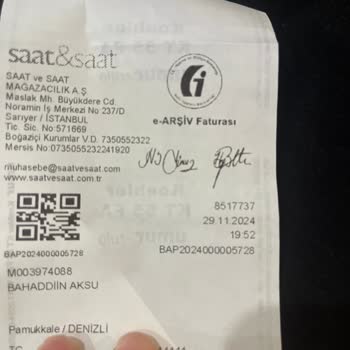 saat&saat
SAAT ve SAAT
MAĞAZACILIK A.Ş
Maslak Mh. Büyükdere Cd.
Noramin İş Merkezi No 237/D
Sarıyer / İSTANBUL
Tic. Sic. No:571669
Boğaziçi Kurumlar V.D. 7350552322
Mersis No:0735055232241920
e-ARŞİV Faturası
muhasebe@saatvesaat.com
www.saatvesaat.com.tr
8517737
29.11.2024
19:52
BAP2024000005728
BAP2024000005728
M003974088
BAHADDİİN AKSU
Pamukkale / DENİZLİ